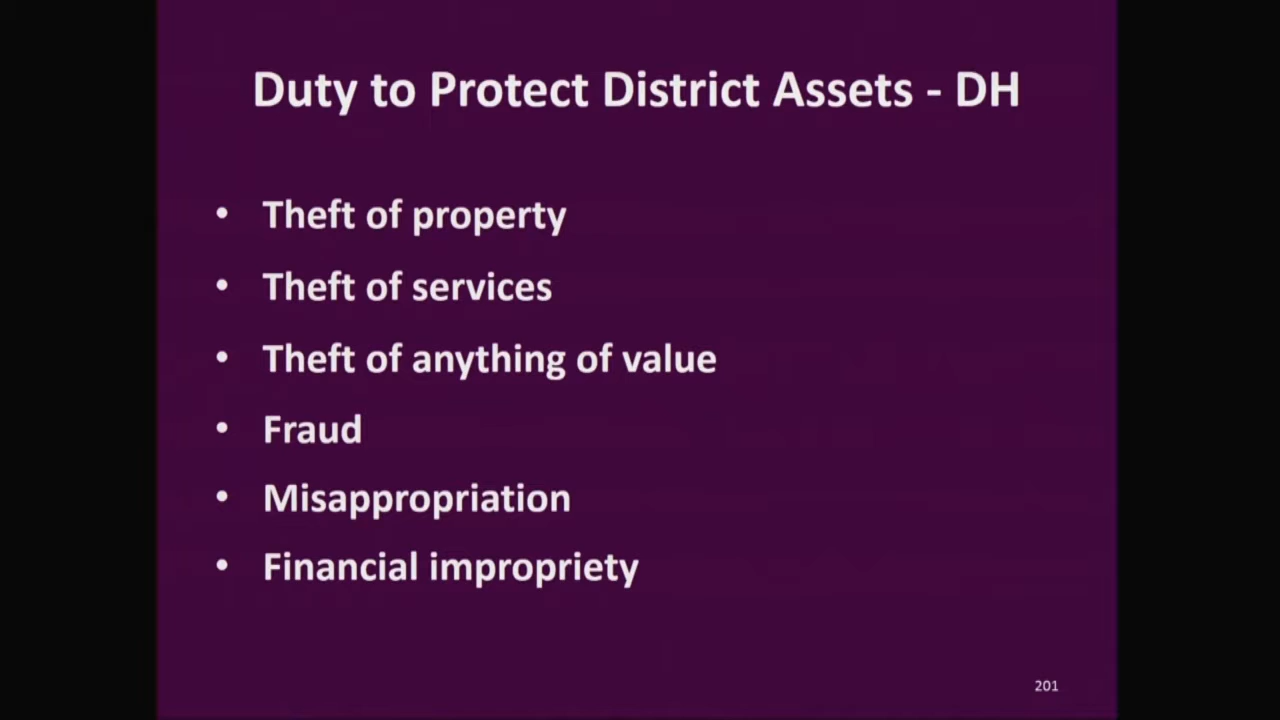 Duty to Protect District Assets - DH
• Theft of property
• Theft of services
• Theft of anything of value
• Fraud
• Misappropriation
• Financial impropriety
201